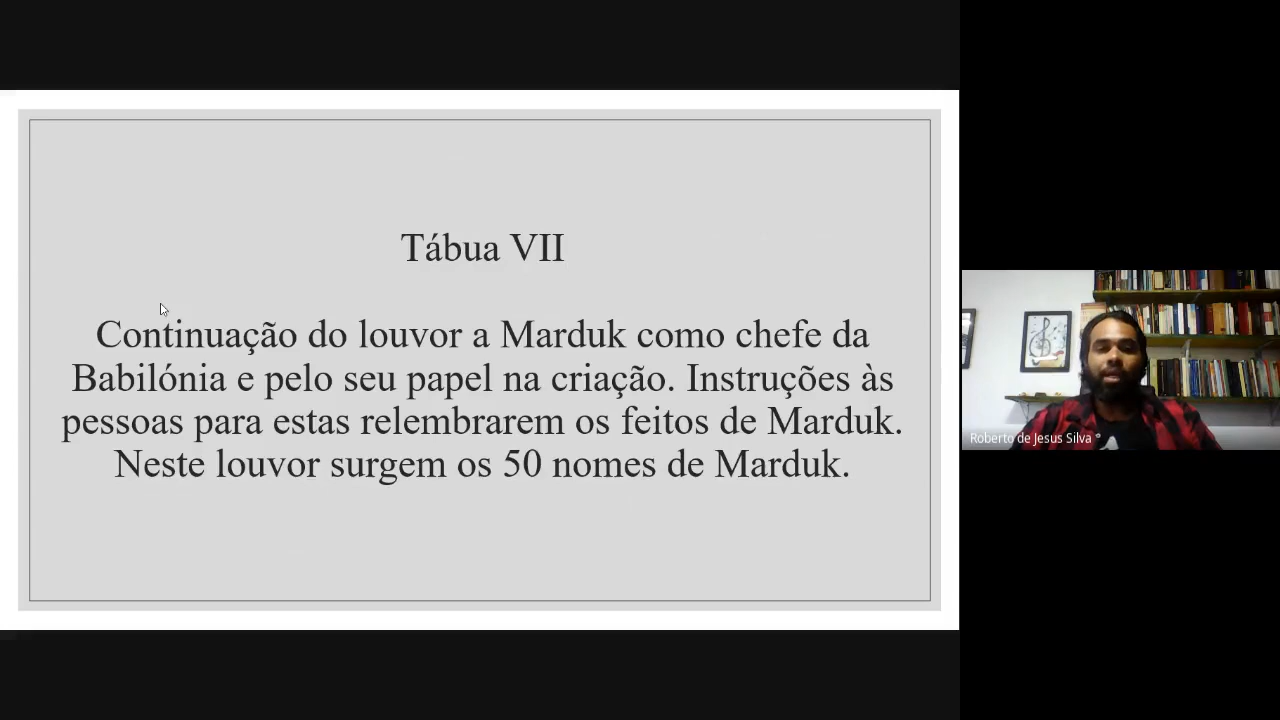 Tábua VII
Continuação do louvor a Marduk como chefe da
Babilónia e pelo seu papel na criação. Instruções às
pessoas para estas relembrarem os feitos de Marduk.
Neste louvor surgem os 50 nomes de Marduk.
Roberto de Jesus Silva